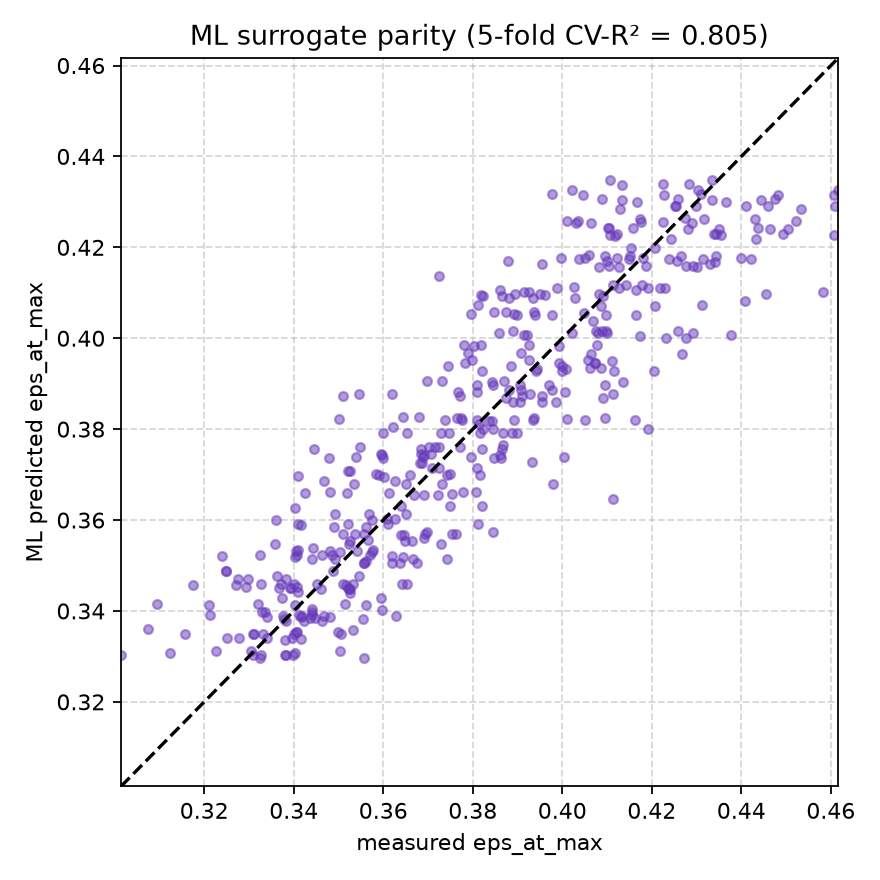 ML surrogate parity (5-fold CV-R² = 0.805)
ML predicted eps_at_max
0.46
0.44
0.42
0.40
0.38
0.36
0.34
0.32
0.32 0.34 0.36 0.38 0.40 0.42 0.44 0.46
measured eps_at_max